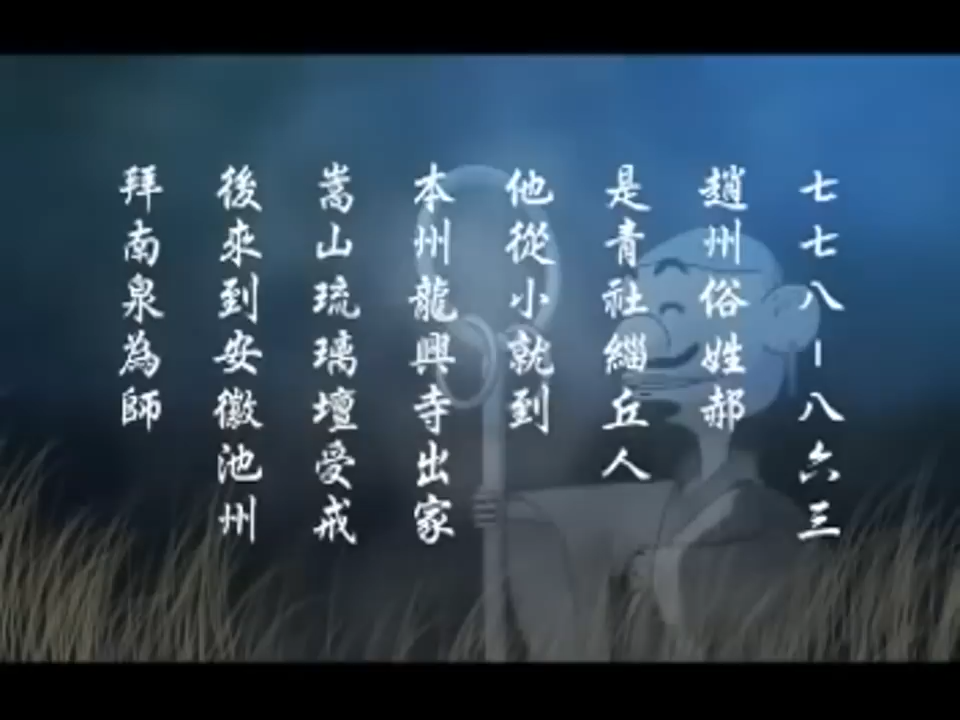 七七八－八六三
趙州俗姓郝
是青社緇丘人
他從小就到
本州龍興寺出家
嵩山琉璃壇受戒
後來到安徽池州
拜南泉為師